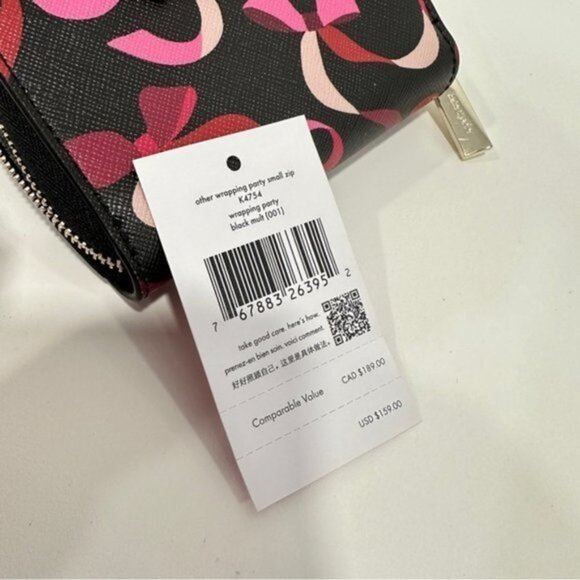 other wrapping party small zip
K4754
wrapping party
black mult (001)
7 67883 26395 2
take good care. here's how.
prenez-en bien soin. voici comment.
好好照顾自己，这里是具体做法。
Comparable Value CAD $189.00
USD $159.00